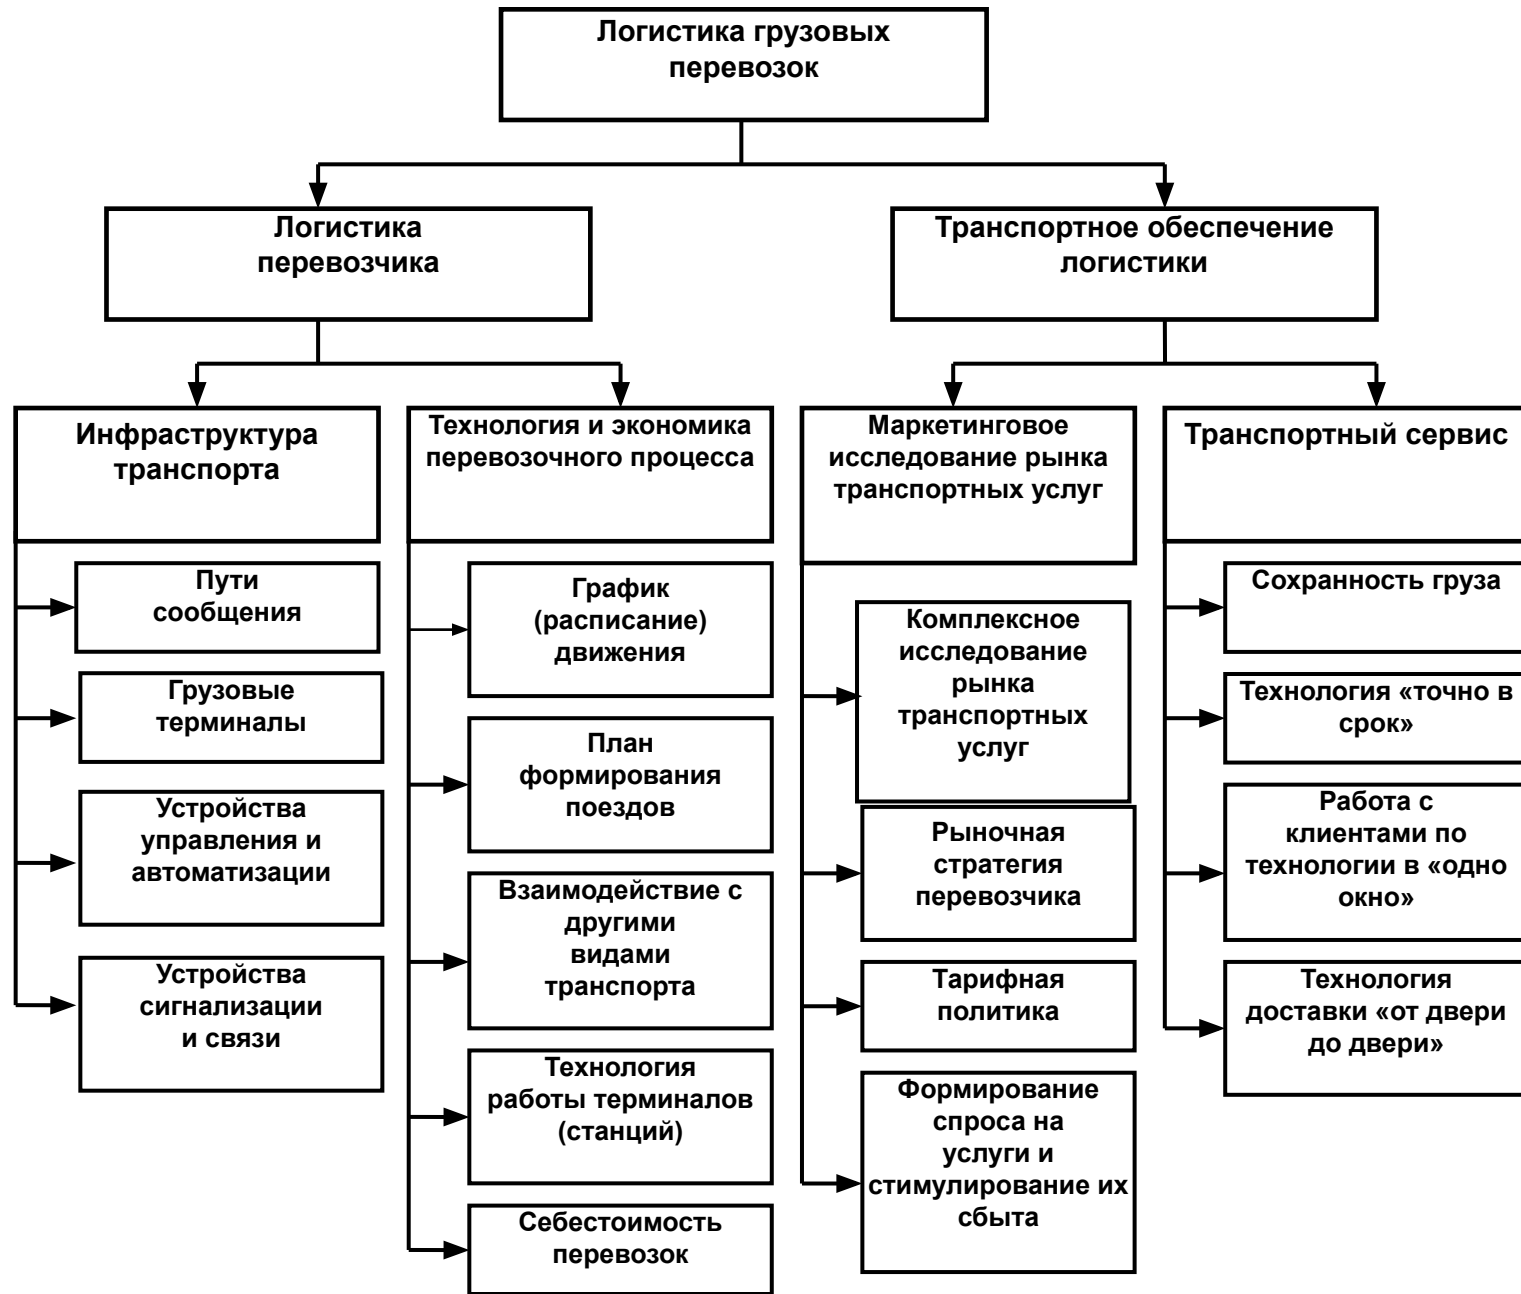 Логистика грузовых
перевозок
Логистика
перевозчика
Транспортное обеспечение
логистики
Инфраструктура
транспорта
Технология и экономика
перевозочного процесса
Маркетинговое
исследование рынка
транспортных услуг
Транспортный сервис
Пути
сообщения
Грузовые
терминалы
Устройства
управления и
автоматизации
Устройства
сигнализации
и связи
График
(расписание)
движения
План
формирования
поездов
Взаимодействие с
другими
видами
транспорта
Технология
работы терминалов
(станций)
Себестоимость
перевозок
Комплексное
исследование
рынка
транспортных
услуг
Рыночная
стратегия
перевозчика
Тарифная
политика
Формирование
спроса на
услуги и
стимулирование их
сбыта
Сохранность груза
Технология «точно в
срок»
Работа с
клиентами по
технологии в «одно
окно»
Технология
доставки «от двери
до двери»